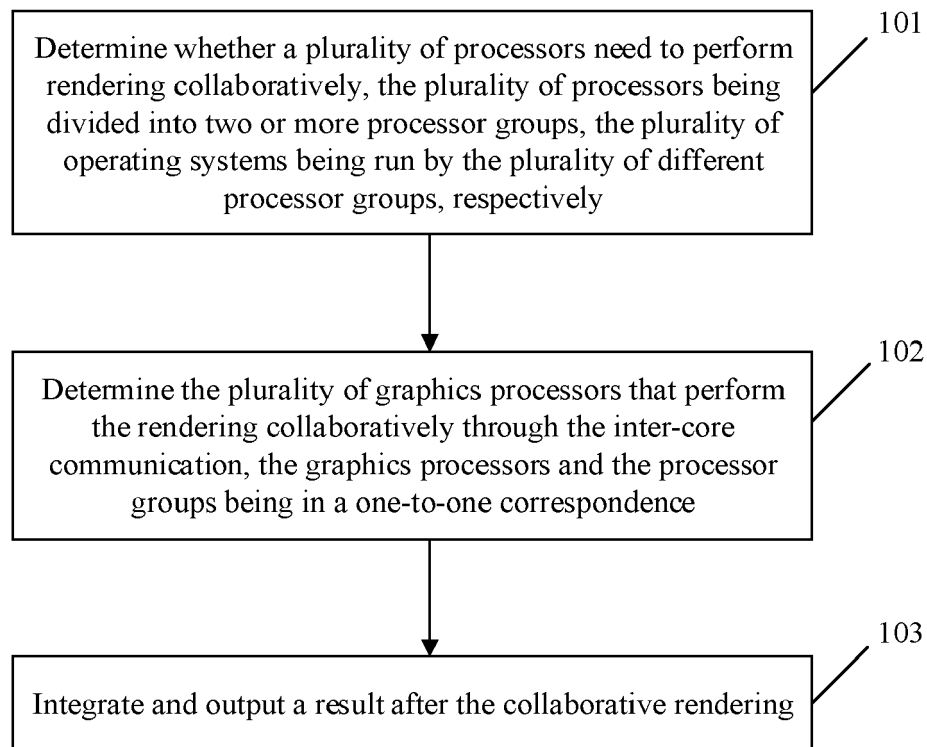 101
Determine whether a plurality of processors need to perform
rendering collaboratively, the plurality of processors being
divided into two or more processor groups, the plurality of
operating systems being run by the plurality of different
processor groups, respectively
102
Determine the plurality of graphics processors that perform
the rendering collaboratively through the inter-core
communication, the graphics processors and the processor
groups being in a one-to-one correspondence
103
Integrate and output a result after the collaborative rendering